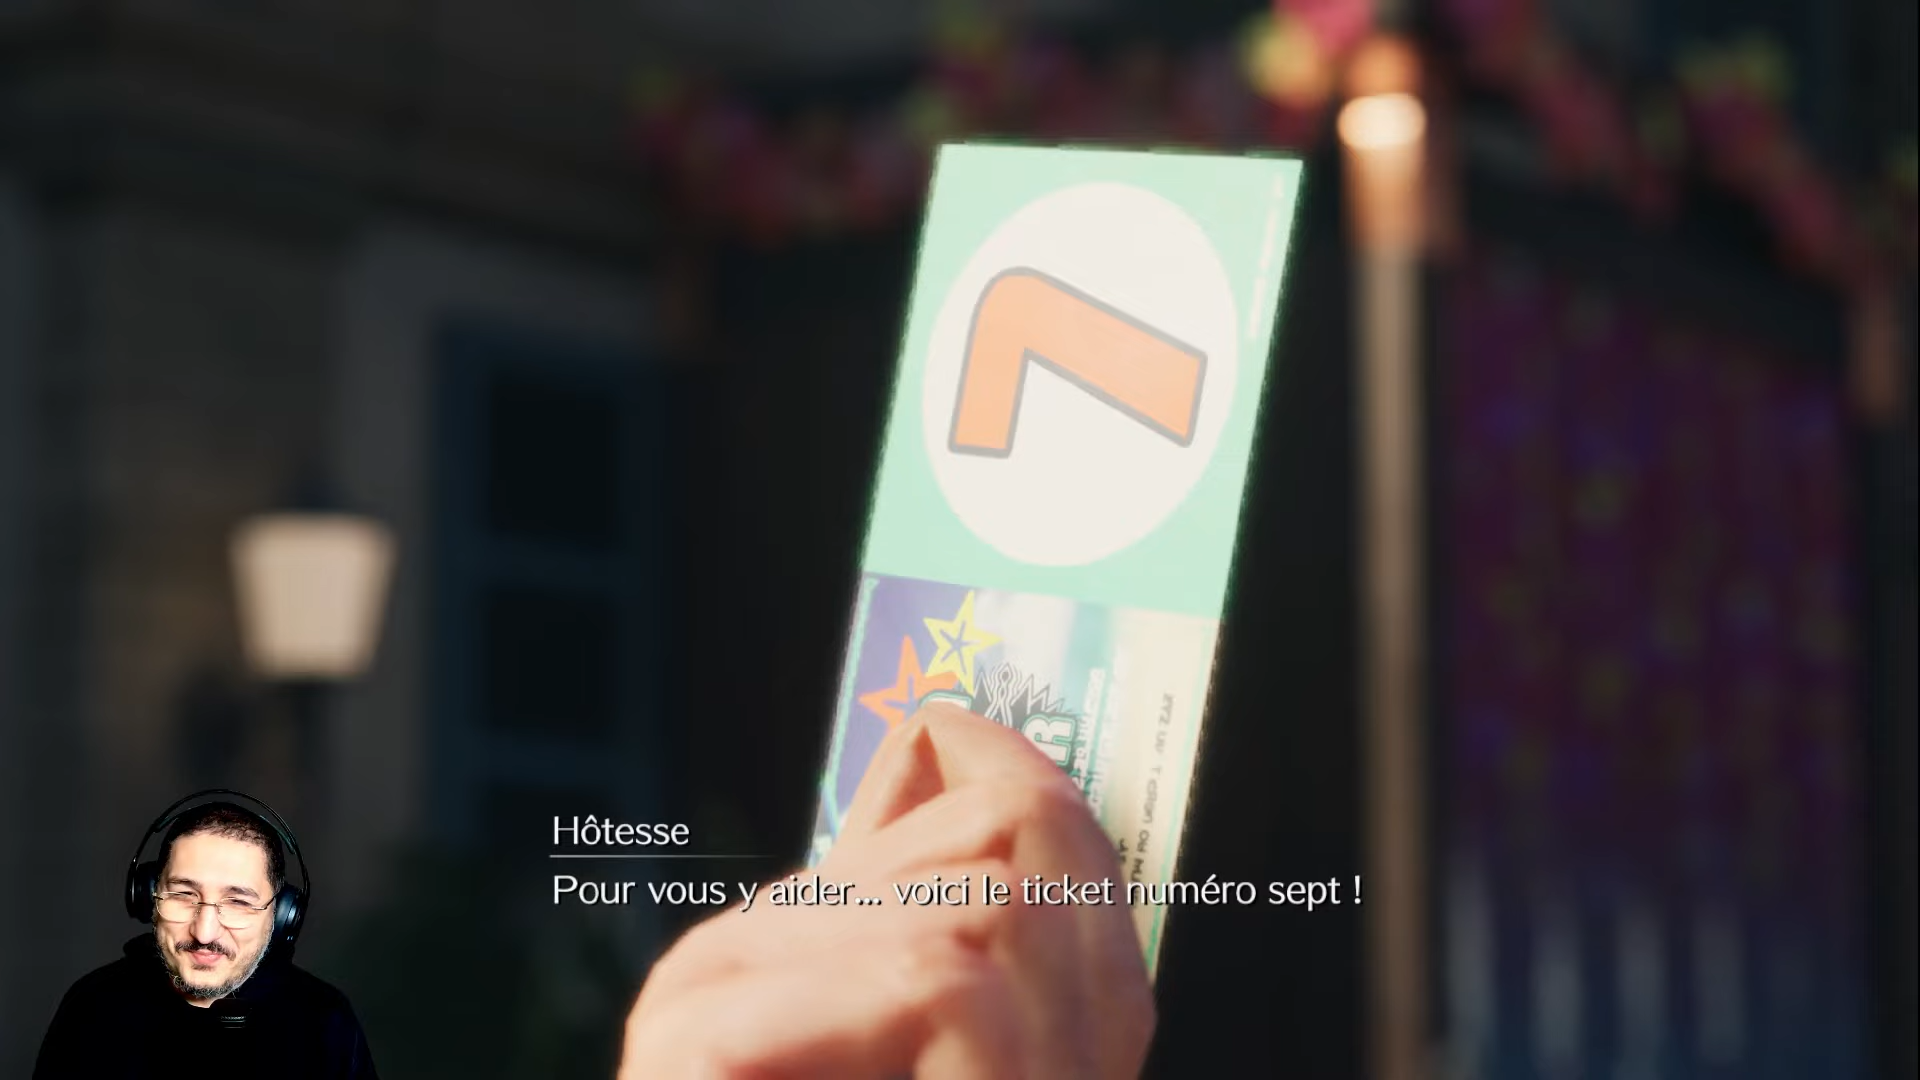 7
R
Hôtesse
Pour vous y aider... voici le ticket numéro sept !